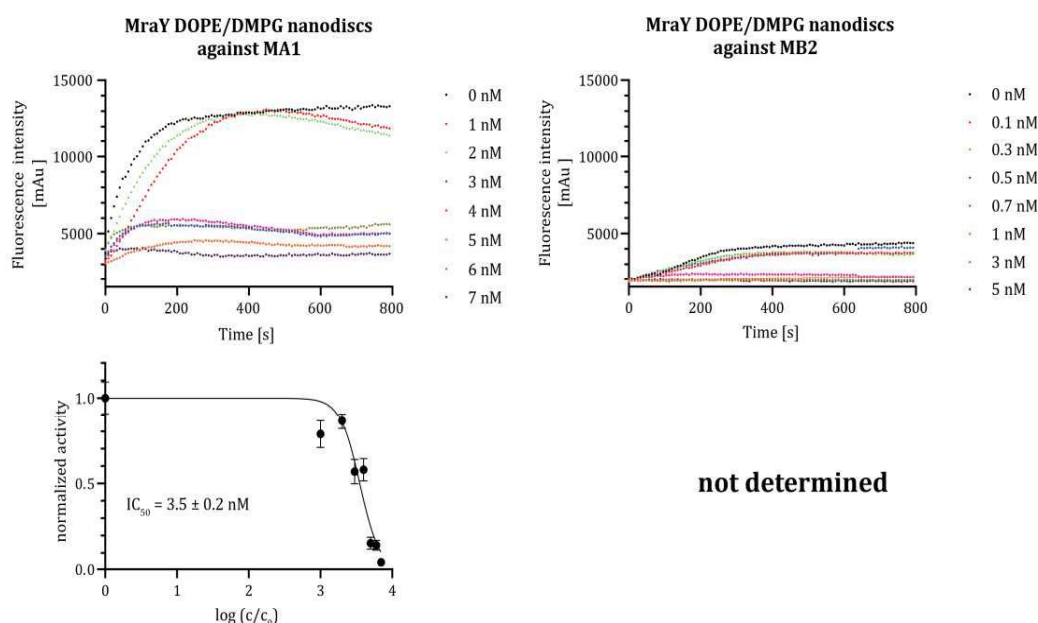 MraY DOPE/DMPG nanodiscs
against MA1
15000
10000
5000
Fluorescence intensity
[mAu]
0
200
400
600
800
Time [s]
0 nM
1 nM
2 nM
3 nM
4 nM
5 nM
6 nM
7 nM
MraY DOPE/DMPG nanodiscs
against MB2
15000
10000
5000
Fluorescence intensity
[mAu]
0
200
400
600
800
Time [s]
0 nM
0.1 nM
0.3 nM
0.5 nM
0.7 nM
1 nM
3 nM
5 nM
1.0
0.5
0.0
normalized activity
IC50 = 3.5 ± 0.2 nM
0
1
2
3
4
log (c/c0)
not determined